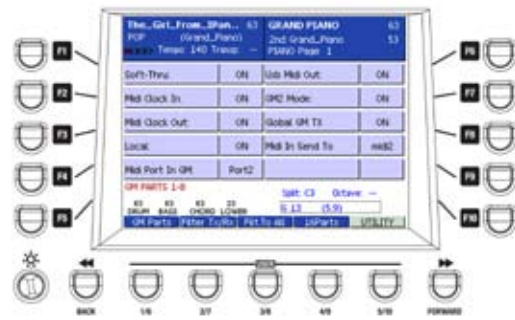 The_Girl_From_IPan.. 63 GRAND PIANO 63
POP (Grand_Piano) 2nd Grand_Piano 53
Tempo 140 Transp: -- PIANO Page 1
Soft-Thru: ON Usb Midi Out: ON
Midi Clock In: ON GM2 Mode: ON
Midi Clock Out: ON Global GM TX ON
Local: ON Midi In Send To midi2
Midi Port In GM: Port2
GM PARTS 1-8
Split C3 Octave --
63 63 63 23
DRUM BASS CHORD LOWER
GM Parts Filter Tx/Rx 16Parts UTILITY
F1
F2
F3
F4
F5
F6
F7
F8
F9
F10
BACK 1/6 2/7 3/8 4/9 5/10 FORWARD